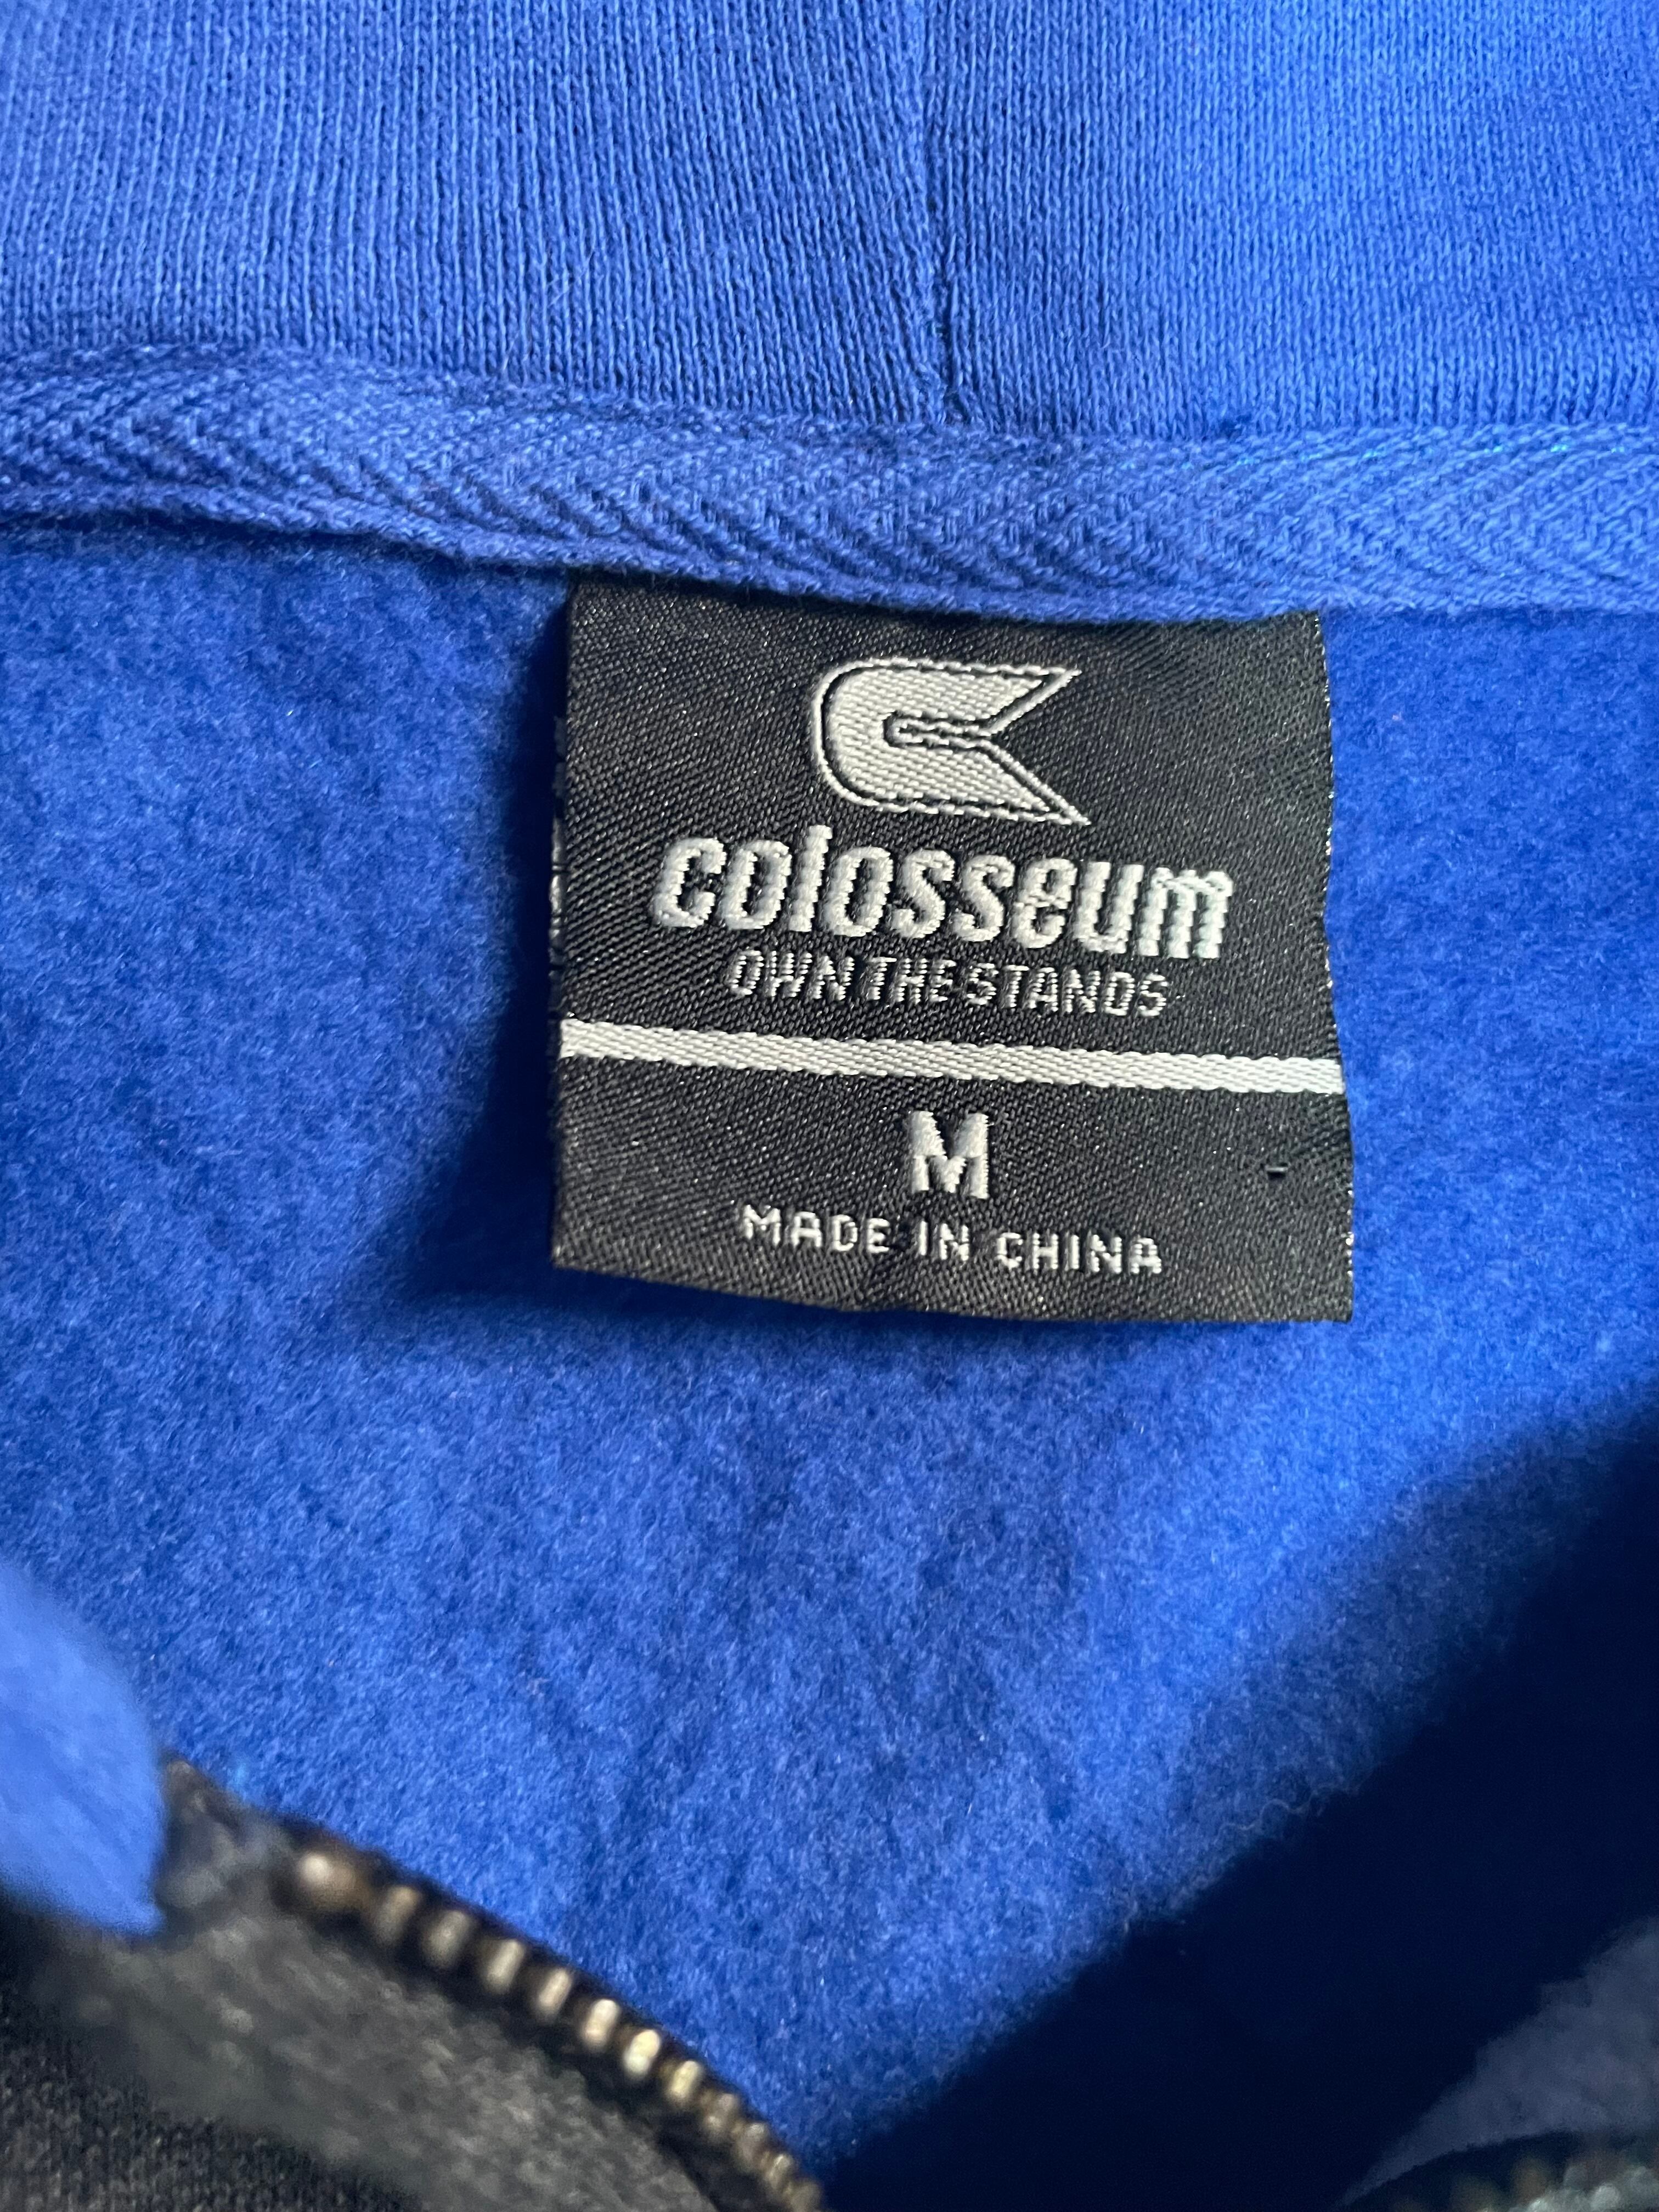 colosseum
OWN THE STANDS
M
MADE IN CHINA